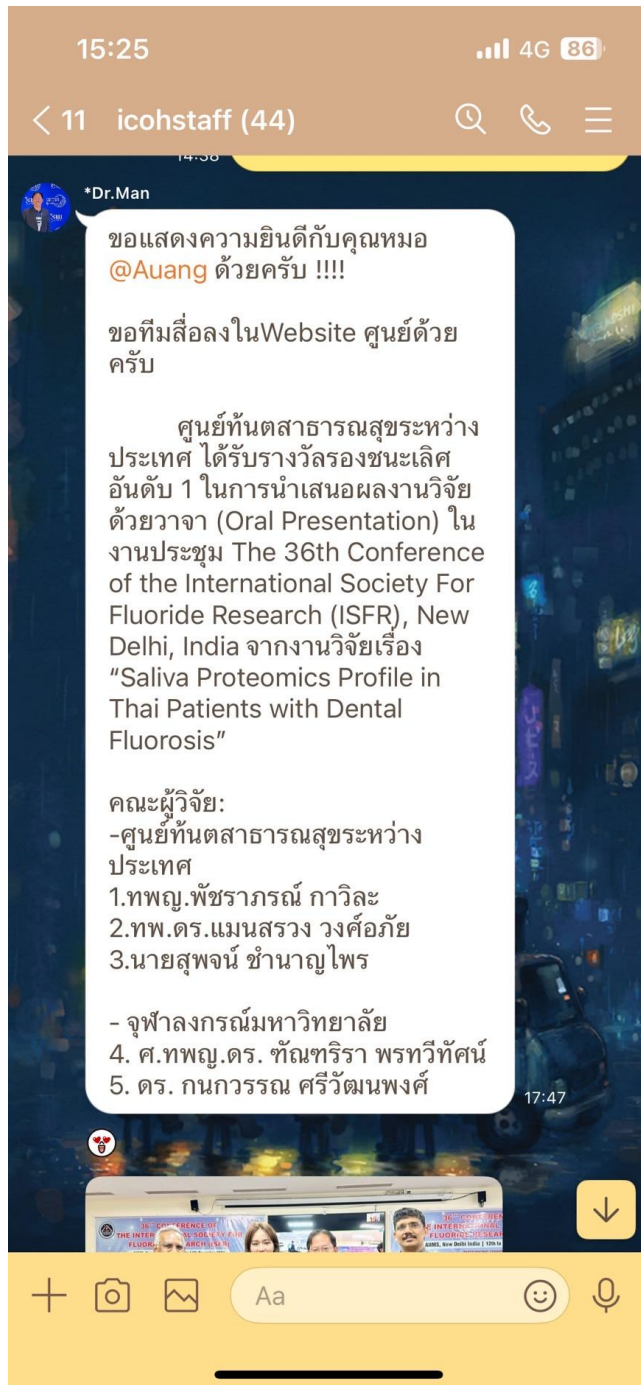 15:25
4G 86
11 icohstaff (44)
14:38
*Dr.Man
ขอแสดงความยินดีกับคุณหมอ
@Auang ด้วยครับ !!!!
ขอทีมสื่อลงในWebsite ศูนย์ด้วย
ครับ
ศูนย์ทันตสาธารณสุขระหว่าง
ประเทศ ได้รับรางวัลรองชนะเลิศ
อันดับ 1 ในการนำเสนอผลงานวิจัย
ด้วยวาจา (Oral Presentation) ใน
งานประชุม The 36th Conference
of the International Society For
Fluoride Research (ISFR), New
Delhi, India จากงานวิจัยเรื่อง
“Saliva Proteomics Profile in
Thai Patients with Dental
Fluorosis”
คณะผู้วิจัย:
-ศูนย์ทันตสาธารณสุขระหว่าง
ประเทศ
1.ทพญ.พัชราภรณ์ กาวิละ
2.ทพ.ดร.แมนสรวง วงศ์อภัย
3.นายสุพจน์ ชำนาญไพร
- จุฬาลงกรณ์มหาวิทยาลัย
4. ศ.ทพญ.ดร. ทัณฑริรา พรทวีทัศน์
5. ดร. กนกวรรณ ศรีวัฒนพงศ์
17:47
36th CONFERENCE OF
THE INTERNATIONAL SOCIETY FOR
Aa